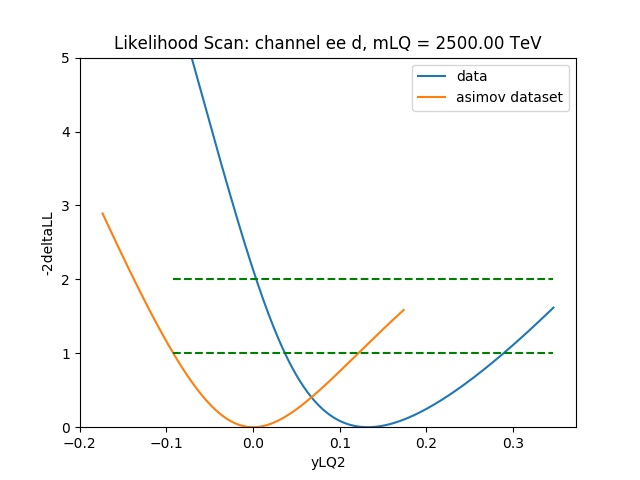 Likelihood Scan: channel ee d, mLQ = 2500.00 TeV
data
asimov dataset
5
4
3
2
1
0
-2deltaLL
−0.2 −0.1 0.0 0.1 0.2 0.3
yLQ2